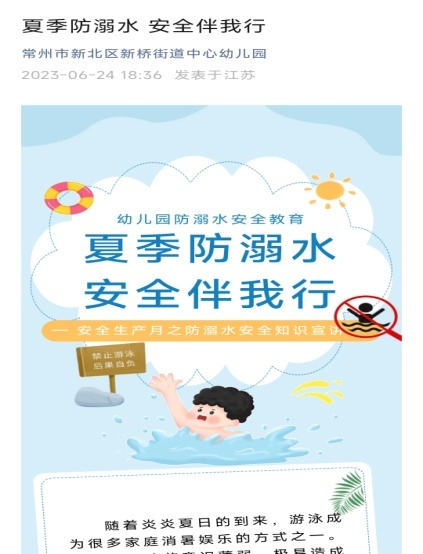 夏季防溺水 安全伴我行
常州市新北区新桥街道中心幼儿园
2023-06-24 18:36 发表于江苏
幼儿园防溺水安全教育
夏季防溺水
安全伴我行
— 安全生产月之防溺水安全知识宣讲
禁止游泳
后果自负
随着炎炎夏日的到来，游泳成
为很多家庭消暑娱乐的方式之一。